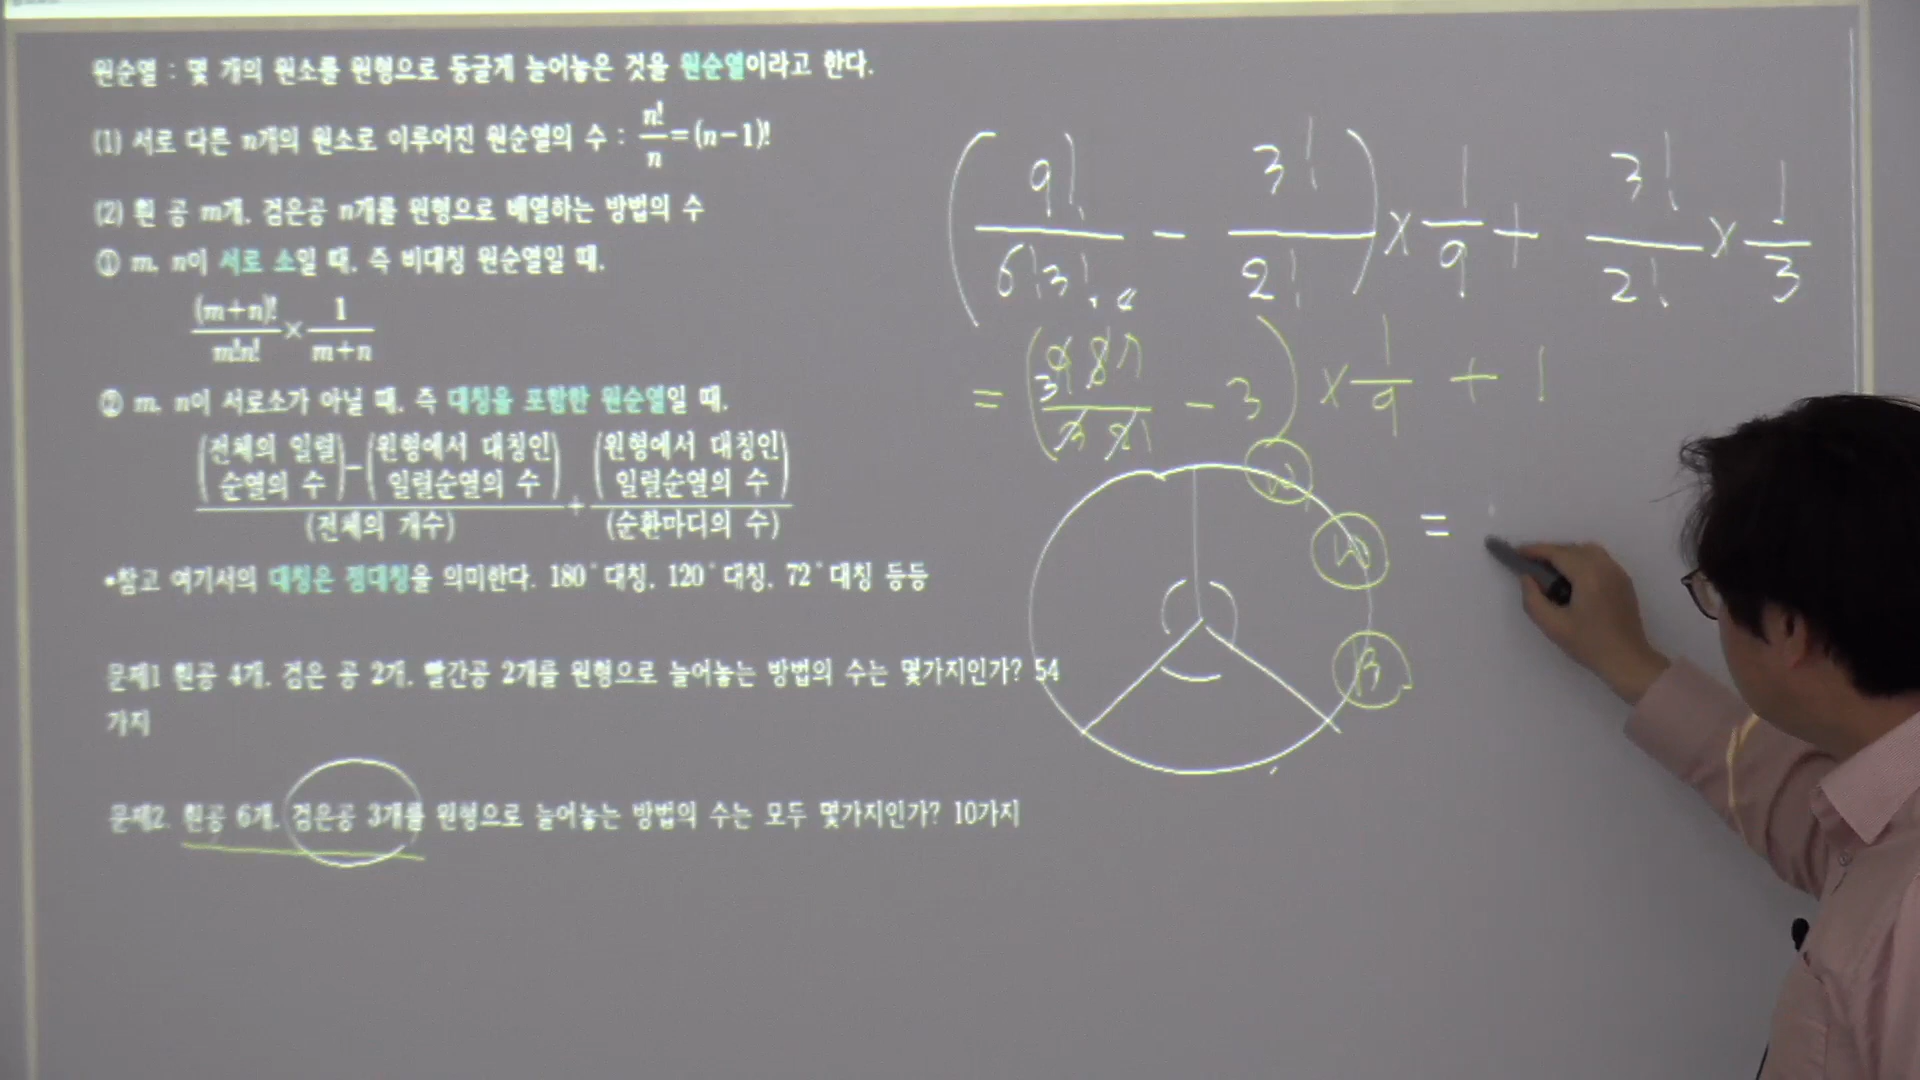 원순열 : 몇 개의 원소를 원형으로 둥글게 늘어놓은 것을 원순열이라고 한다.
(1) 서로 다른 n개의 원소로 이루어진 원순열의 수 : n!/n=(n-1)!
(2) 흰 공 m개, 검은공 n개를 원형으로 배열하는 방법의 수
① m, n이 서로 소일 때, 즉 비대칭 원순열일 때.
(m+n)!/m!n! × 1/m+n
② m, n이 서로소가 아닐 때, 즉 대칭을 포함한 원순열일 때.
(전체의 일렬 순열의 수)-(원형에서 대칭인 일렬순열의 수)/(전체의 개수) + (원형에서 대칭인 일렬순열의 수)/(순환마디의 수)
*참고 여기서의 대칭은 점대칭을 의미한다. 180°대칭, 120°대칭, 72°대칭 등등
문제1 흰공 4개, 검은 공 2개, 빨간공 2개를 원형으로 늘어놓는 방법의 수는 몇가지인가? 54
가지
문제2. 흰공 6개, 검은공 3개를 원형으로 늘어놓는 방법의 수는 모두 몇가지인가? 10가지
(9!/6!3! - 3!/2!) × 1/9 + 3!/2! × 1/3
= (3 9 8 7/3 2 1 - 3) × 1/9 + 1
W
W
B
=